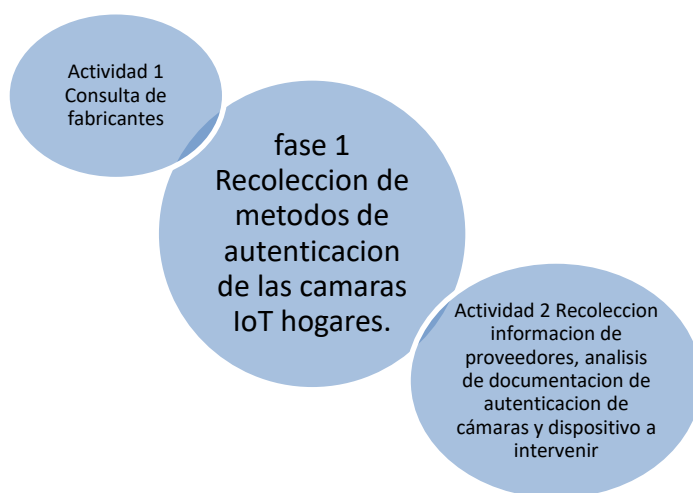 Actividad 1
Consulta de
fabricantes
fase 1
Recoleccion de
metodos de
autenticacion
de las camaras
IoT hogares.
Actividad 2 Recoleccion
informacion de
proveedores, analisis
de documentacion de
autenticacion de
cámaras y dispositivo a
intervenir